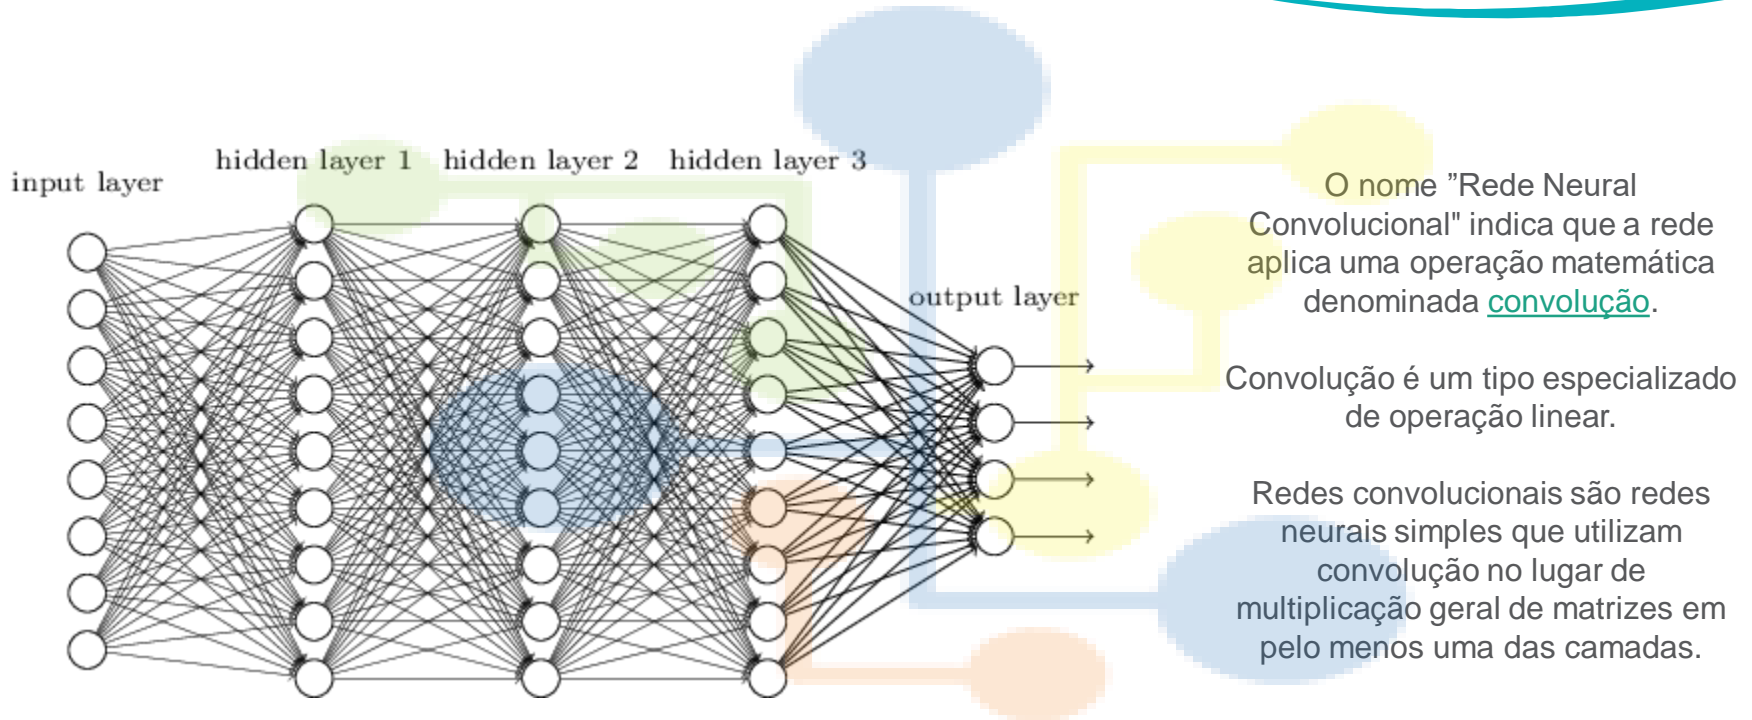 input layer
hidden layer 1
hidden layer 2
hidden layer 3
output layer
O nome ”Rede Neural
Convolucional" indica que a rede
aplica uma operação matemática
denominada convolução.
Convolução é um tipo especializado
de operação linear.
Redes convolucionais são redes
neurais simples que utilizam
convolução no lugar de
multiplicação geral de matrizes em
pelo menos uma das camadas.